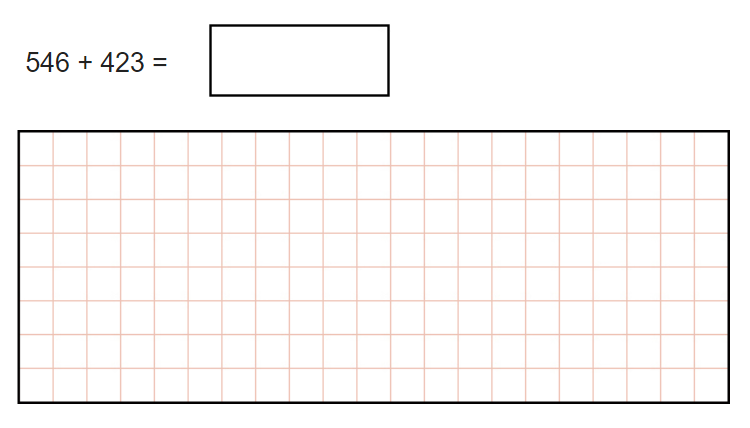 546 + 423 =